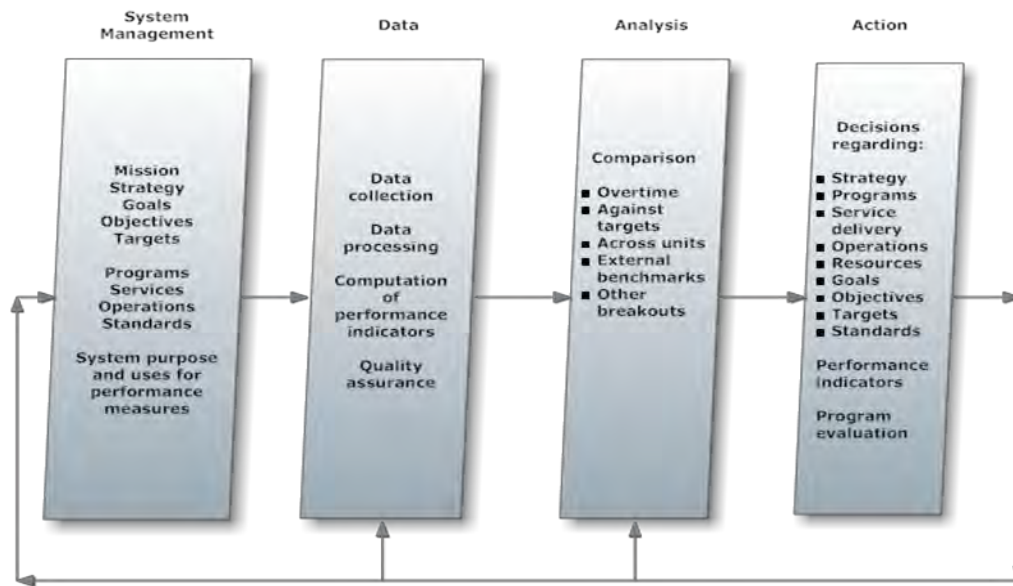 System
Management
Data
Analysis
Action
Mission
Strategy
Goals
Objectives
Targets
Programs
Services
Operations
Standards
System purpose
and uses for
performance
measures
Data
collection
Data
processing
Computation
of
performance
indicators
Quality
assurance
Comparison
■ Overtime
■ Against
targets
■ Across units
■ External
benchmarks
■ Other
breakouts
Decisions
regarding:
■ Strategy
■ Programs
■ Service
delivery
■ Operations
■ Resources
■ Goals
■ Objectives
■ Targets
■ Standards
Performance
indicators
Program
evaluation